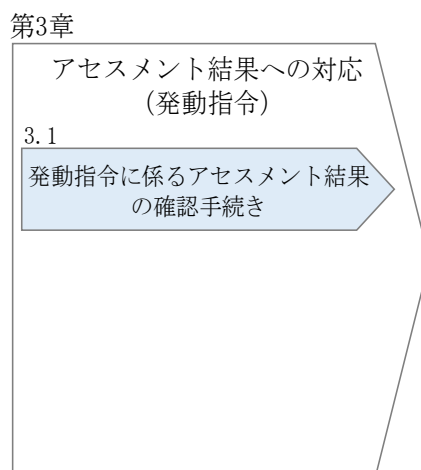 第3章
アセスメント結果への対応
(発動指令)
3.1
発動指令に係るアセスメント結果
の確認手続き